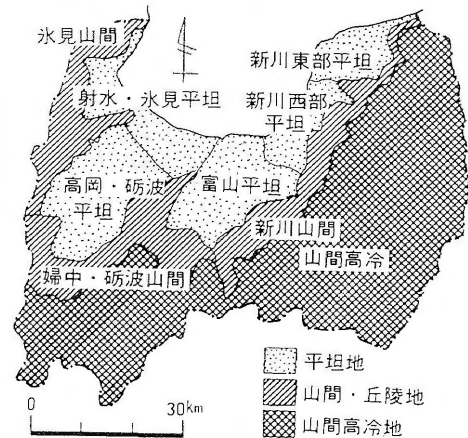 氷見山間
射水・氷見平坦
新川東部平坦
新川西部
平坦
高岡・砺波
平坦
富山平坦
新川山間
山間高冷
婦中・砺波山間
平坦地
山間・丘陵地
山間高冷地
0 30km